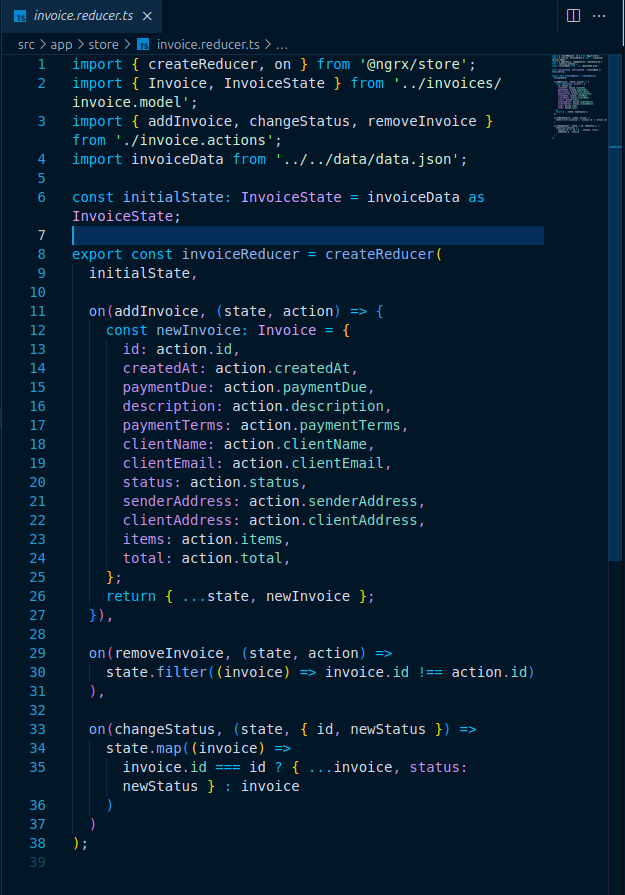 TS invoice.reducer.ts ×
src > app > store > TS invoice.reducer.ts > ...
1 import { createReducer, on } from '@ngrx/store';
2 import { Invoice, InvoiceState } from '../invoices/
invoice.model';
3 import { addInvoice, changeStatus, removeInvoice }
from './invoice.actions';
4 import invoiceData from '../../data/data.json';
5
6 const initialState: InvoiceState = invoiceData as
InvoiceState;
7
8 export const invoiceReducer = createReducer(
9   initialState,
10
11   on(addInvoice, (state, action) => {
12     const newInvoice: Invoice = {
13       id: action.id,
14       createdAt: action.createdAt,
15       paymentDue: action.paymentDue,
16       description: action.description,
17       paymentTerms: action.paymentTerms,
18       clientName: action.clientName,
19       clientEmail: action.clientEmail,
20       status: action.status,
21       senderAddress: action.senderAddress,
22       clientAddress: action.clientAddress,
23       items: action.items,
24       total: action.total,
25     };
26     return { ...state, newInvoice };
27   }),
28
29   on(removeInvoice, (state, action) =>
30     state.filter((invoice) => invoice.id !== action.id)
31   ),
32
33   on(changeStatus, (state, { id, newStatus }) =>
34     state.map((invoice) =>
35       invoice.id === id ? { ...invoice, status:
newStatus } : invoice
36     )
37   )
38 );
39